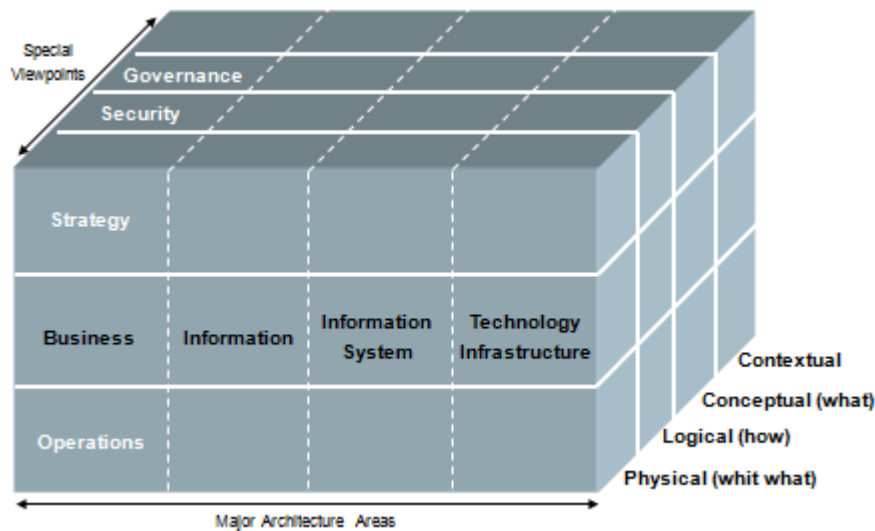 Special
Viewpoints
Governance
Security
Strategy
Business
Information
Information
System
Technology
Infrastructure
Operations
Contextual
Conceptual (what)
Logical (how)
Physical (whit what)
Major Architecture Areas